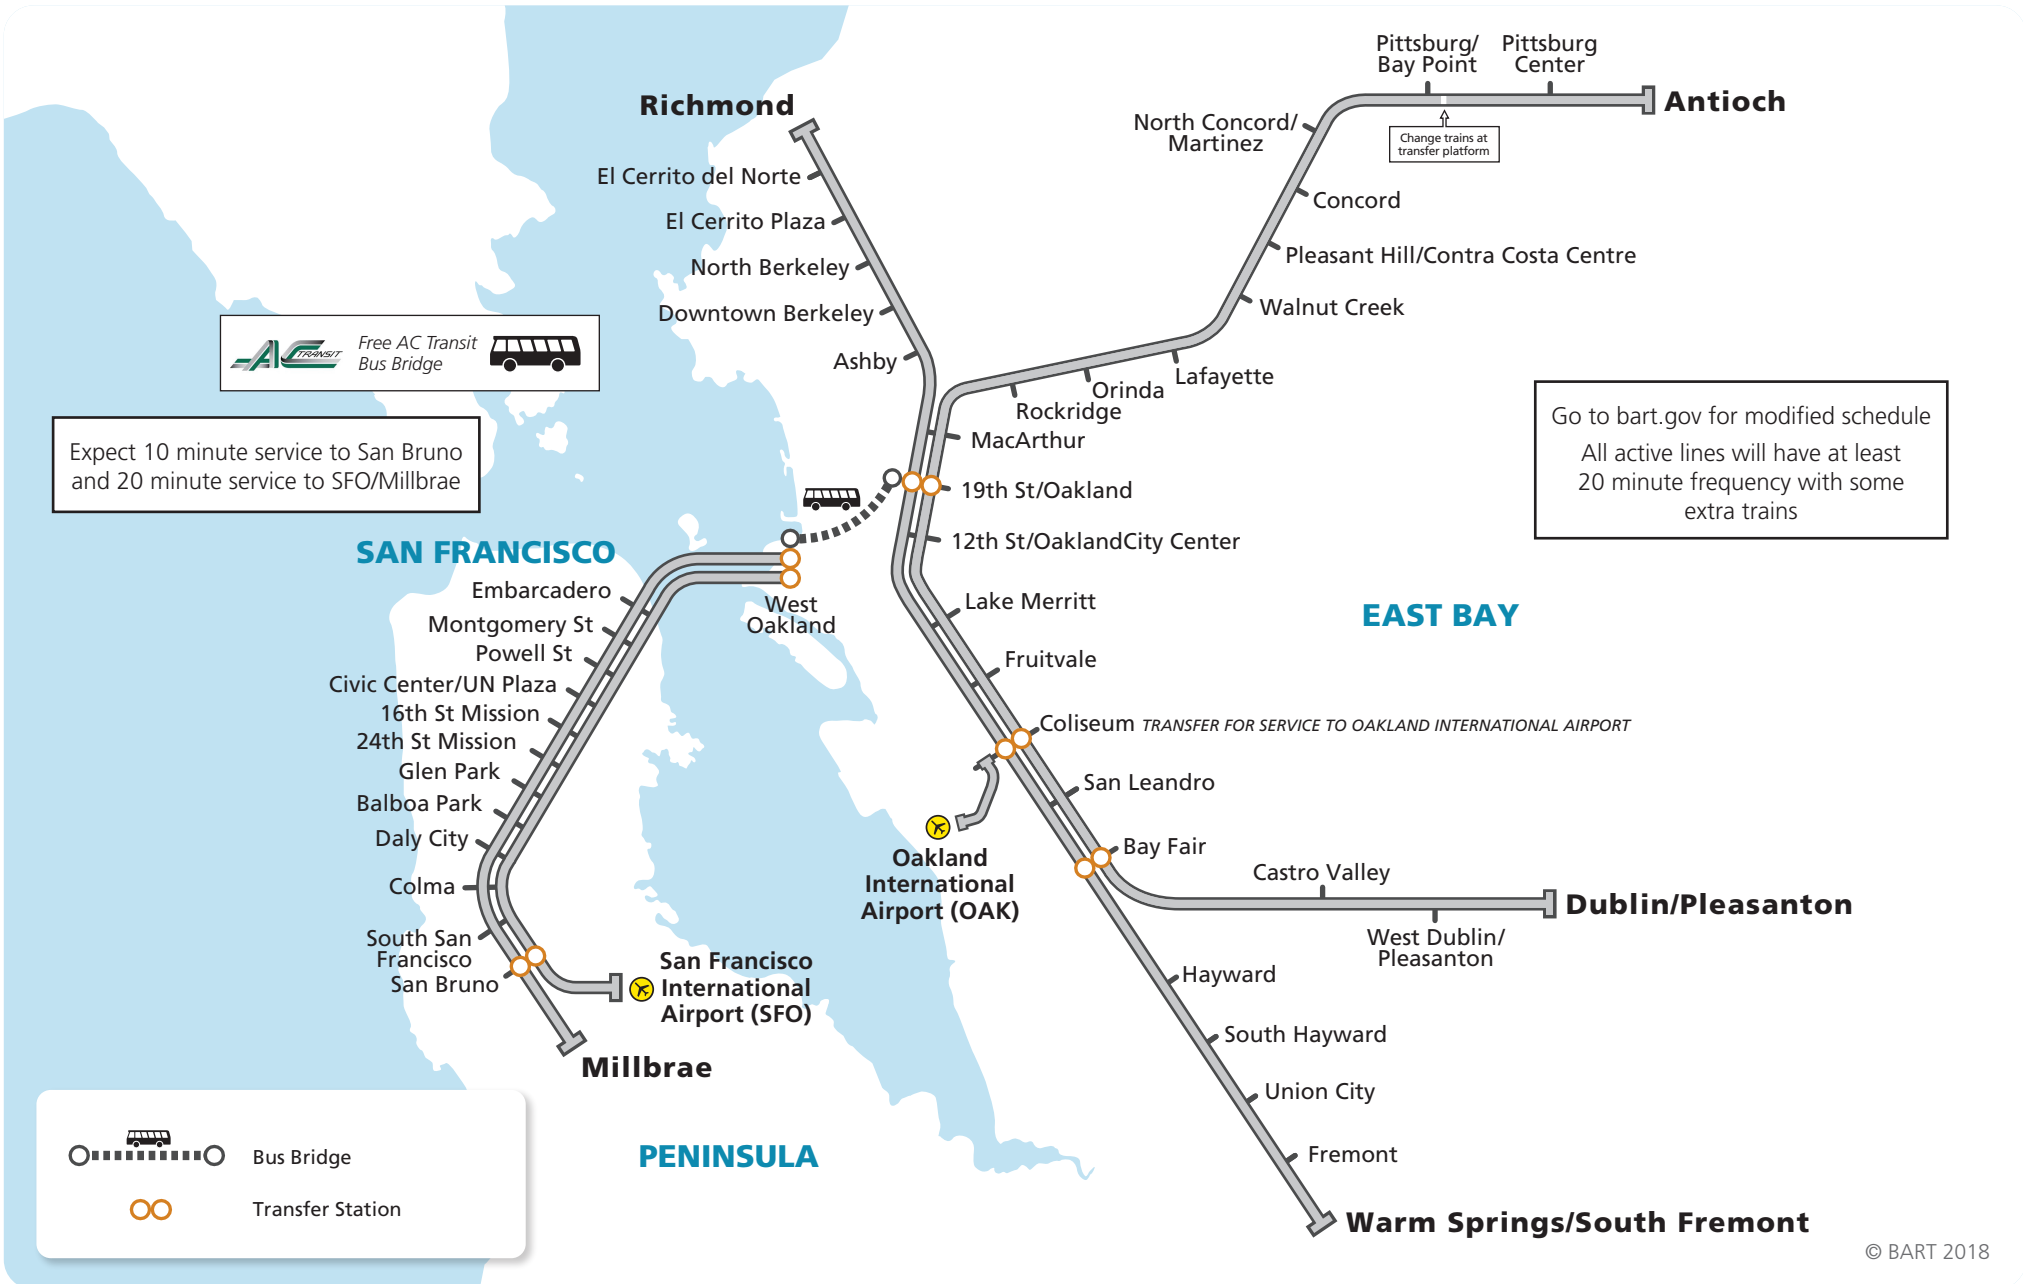 Pittsburg/
Bay Point
Pittsburg
Center
Antioch
Change trains at
transfer platform
North Concord/
Martinez
Concord
Pleasant Hill/Contra Costa Centre
Walnut Creek
Lafayette
Orinda
Rockridge
MacArthur
Richmond
El Cerrito del Norte
El Cerrito Plaza
North Berkeley
Downtown Berkeley
Ashby
AC TRANSIT
Free AC Transit
Bus Bridge
Expect 10 minute service to San Bruno
and 20 minute service to SFO/Millbrae
Go to bart.gov for modified schedule
All active lines will have at least
20 minute frequency with some
extra trains
19th St/Oakland
12th St/OaklandCity Center
Lake Merritt
Fruitvale
Coliseum TRANSFER FOR SERVICE TO OAKLAND INTERNATIONAL AIRPORT
San Leandro
Bay Fair
Castro Valley
West Dublin/
Pleasanton
Dublin/Pleasanton
Hayward
South Hayward
Union City
Fremont
Warm Springs/South Fremont
EAST BAY
SAN FRANCISCO
West
Oakland
Embarcadero
Montgomery St
Powell St
Civic Center/UN Plaza
16th St Mission
24th St Mission
Glen Park
Balboa Park
Daly City
Colma
South San
Francisco
San Bruno
San Francisco
International
Airport (SFO)
Millbrae
Oakland
International
Airport (OAK)
PENINSULA
Bus Bridge
Transfer Station
© BART 2018